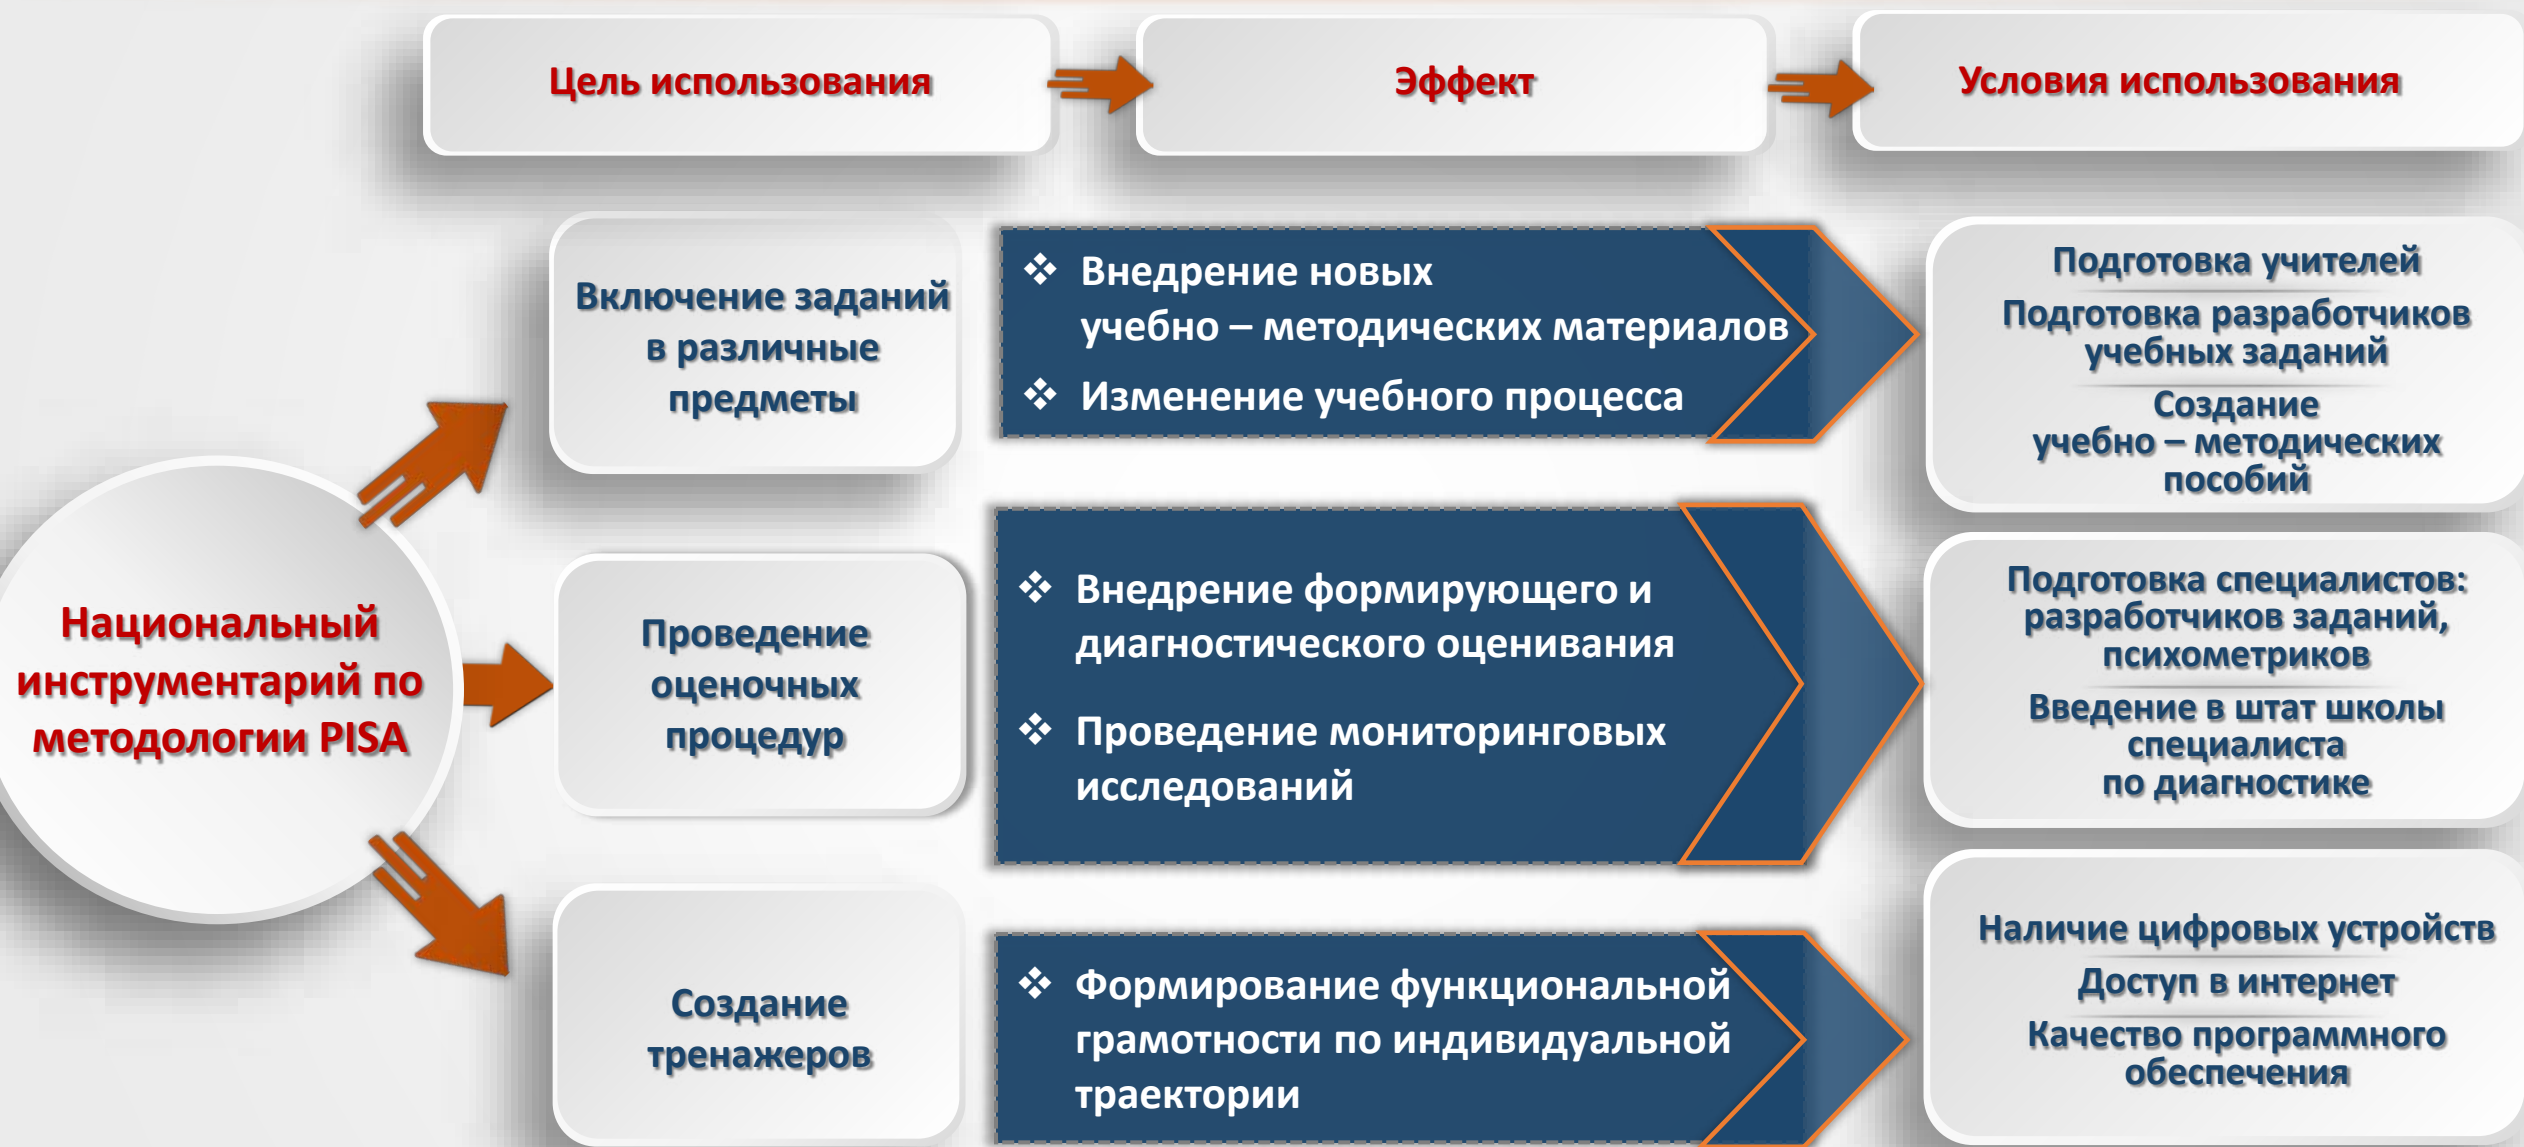 Цель использования
Эффект
Условия использования
Национальный
инструментарий по
методологии PISA
Включение заданий
в различные
предметы
❖ Внедрение новых
учебно – методических материалов
❖ Изменение учебного процесса
Подготовка учителей
Подготовка разработчиков
учебных заданий
Создание
учебно – методических
пособий
Проведение
оценочных
процедур
❖ Внедрение формирующего и
диагностического оценивания
❖ Проведение мониторинговых
исследований
Подготовка специалистов:
разработчиков заданий,
психометриков
Введение в штат школы
специалиста
по диагностике
Создание
тренажеров
❖ Формирование функциональной
грамотности по индивидуальной
траектории
Наличие цифровых устройств
Доступ в интернет
Качество программного
обеспечения